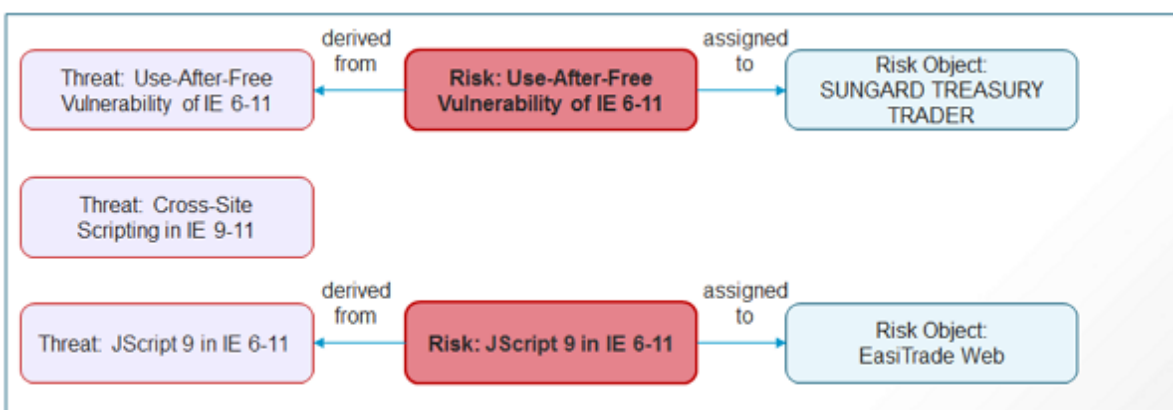 derived
from
assigned
to
Threat: Use-After-Free
Vulnerability of IE 6-11
Risk: Use-After-Free
Vulnerability of IE 6-11
Risk Object:
SUNGARD TREASURY
TRADER
Threat: Cross-Site
Scripting in IE 9-11
derived
from
assigned
to
Threat: JScript 9 in IE 6-11
Risk: JScript 9 in IE 6-11
Risk Object:
EasiTrade Web